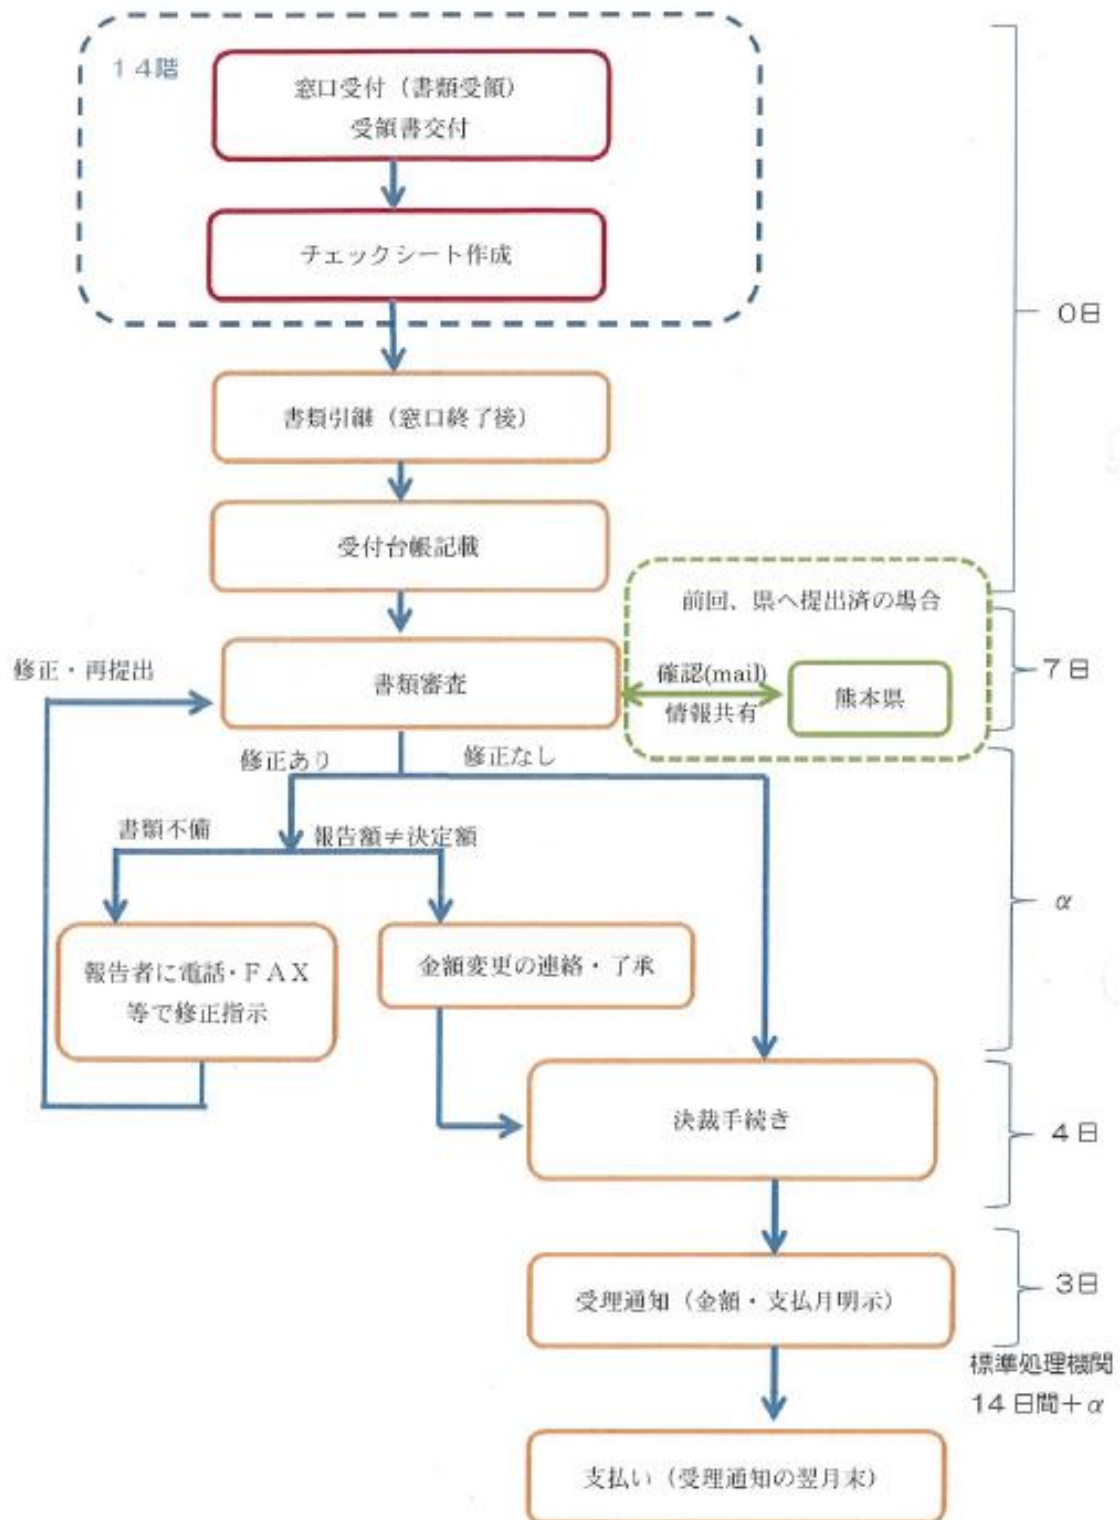 14階
窓口受付（書類受領）
受領書交付
チェックシート作成
0日
書類引継（窓口終了後）
受付台帳記載
前回、県へ提出済の場合
修正・再提出
書類審査
確認(mail)
情報共有
熊本県
7日
修正あり
修正なし
書類不備
報告額≠決定額
α
報告者に電話・ＦＡＸ
等で修正指示
金額変更の連絡・了承
決裁手続き
4日
受理通知（金額・支払月明示）
3日
標準処理機関
14日間＋α
支払い（受理通知の翌月末）